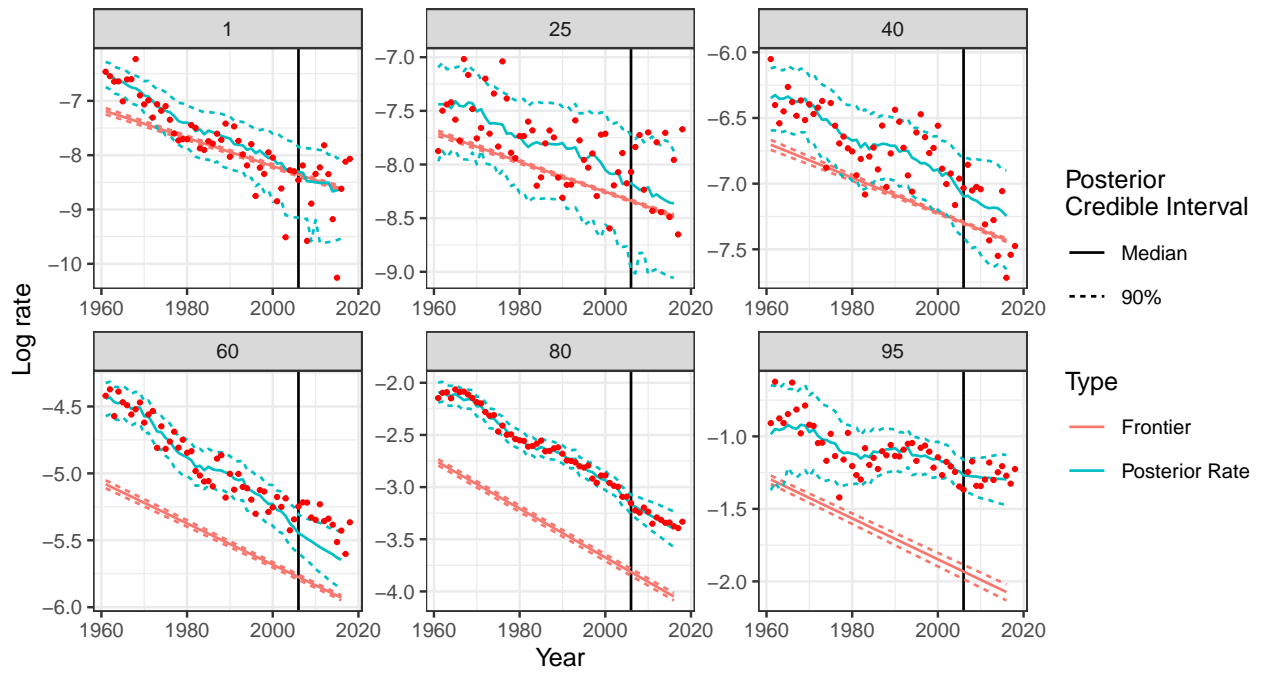 1
25
40
−7
−8
−9
−10
−7.0
−7.5
−8.0
−8.5
−9.0
−6.0
−6.5
−7.0
−7.5
1960 1980 2000 2020
1960 1980 2000 2020
1960 1980 2000 2020
60
80
95
−4.5
−5.0
−5.5
−6.0
−2.0
−2.5
−3.0
−3.5
−4.0
−1.0
−1.5
−2.0
1960 1980 2000 2020
1960 1980 2000 2020
1960 1980 2000 2020
Log rate
Year
Posterior
Credible Interval
Median
90%
Type
Frontier
Posterior Rate